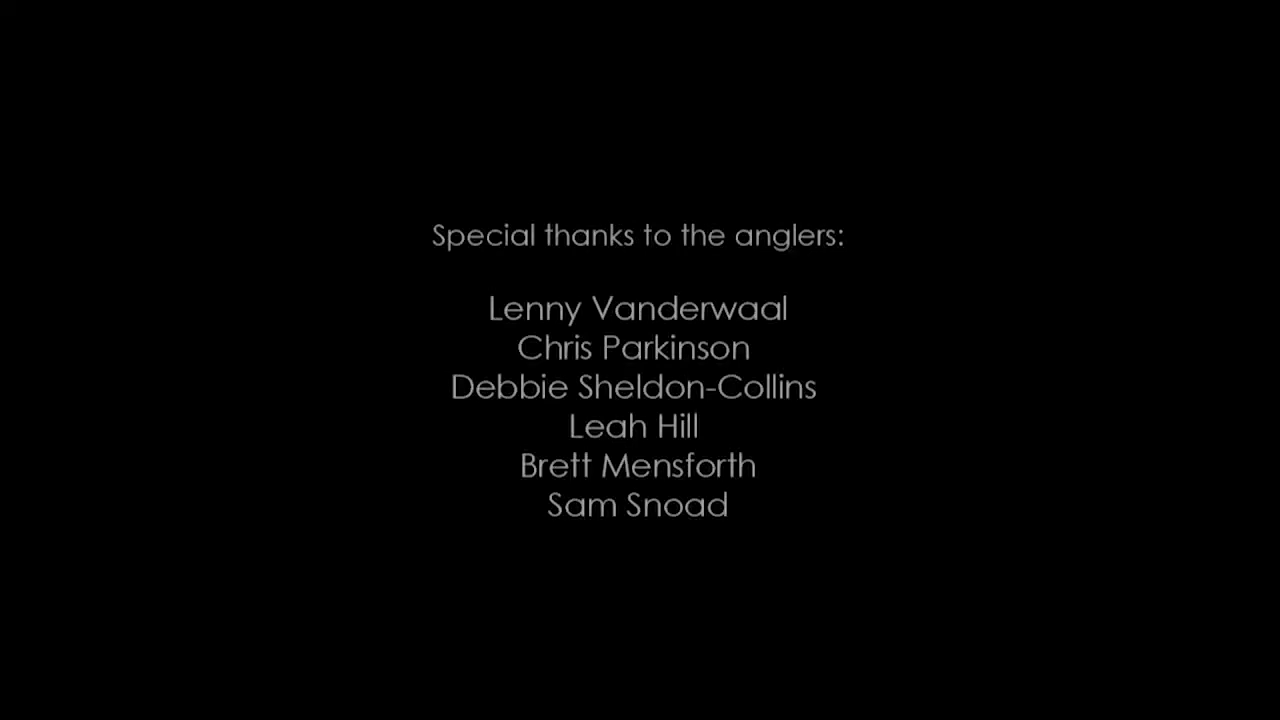 Special thanks to the anglers:
Lenny Vanderwaal
Chris Parkinson
Debbie Sheldon-Collins
Leah Hill
Brett Mensforth
Sam Snoad